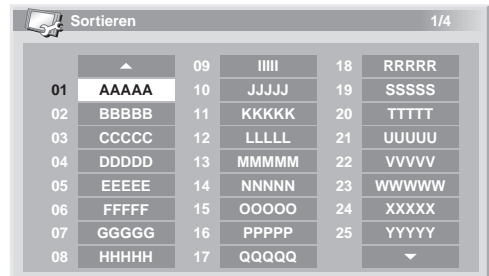 Sortieren 1/4
01 AAAAA
02 BBBBB
03 CCCCC
04 DDDDD
05 EEEEE
06 FFFFF
07 GGGGG
08 HHHHH
09 IIIII
10 JJJJJ
11 KKKKK
12 LLLLL
13 MMMMM
14 NNNNN
15 OOOOO
16 PPPPP
17 QQQQQ
18 RRRRR
19 SSSSS
20 TTTTT
21 UUUUU
22 VVVVV
23 WWWWW
24 XXXXX
25 YYYYY